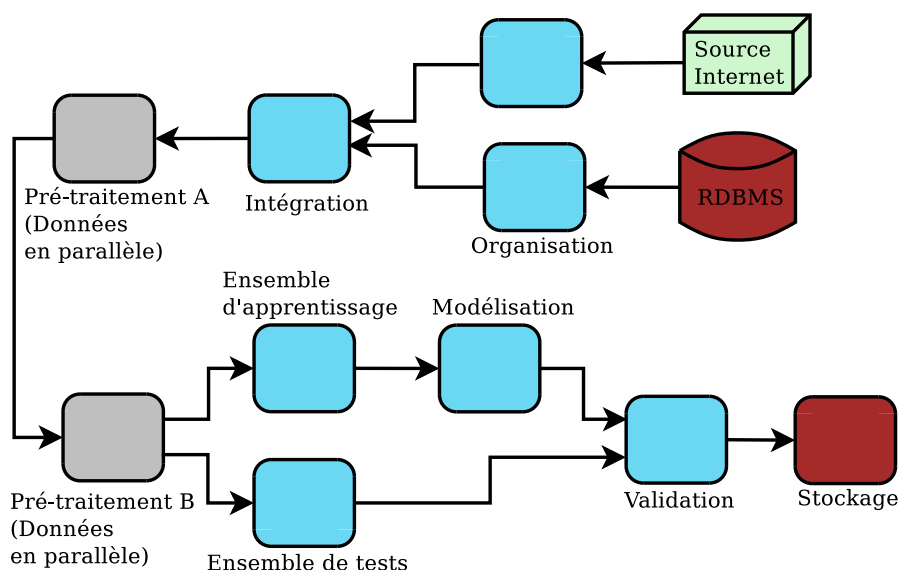 Source
Internet
RDBMS
Organisation
Intégration
Pré-traitement A
(Données
en parallèle)
Ensemble
d'apprentissage
Modélisation
Pré-traitement B
(Données
en parallèle)
Ensemble de tests
Validation
Stockage